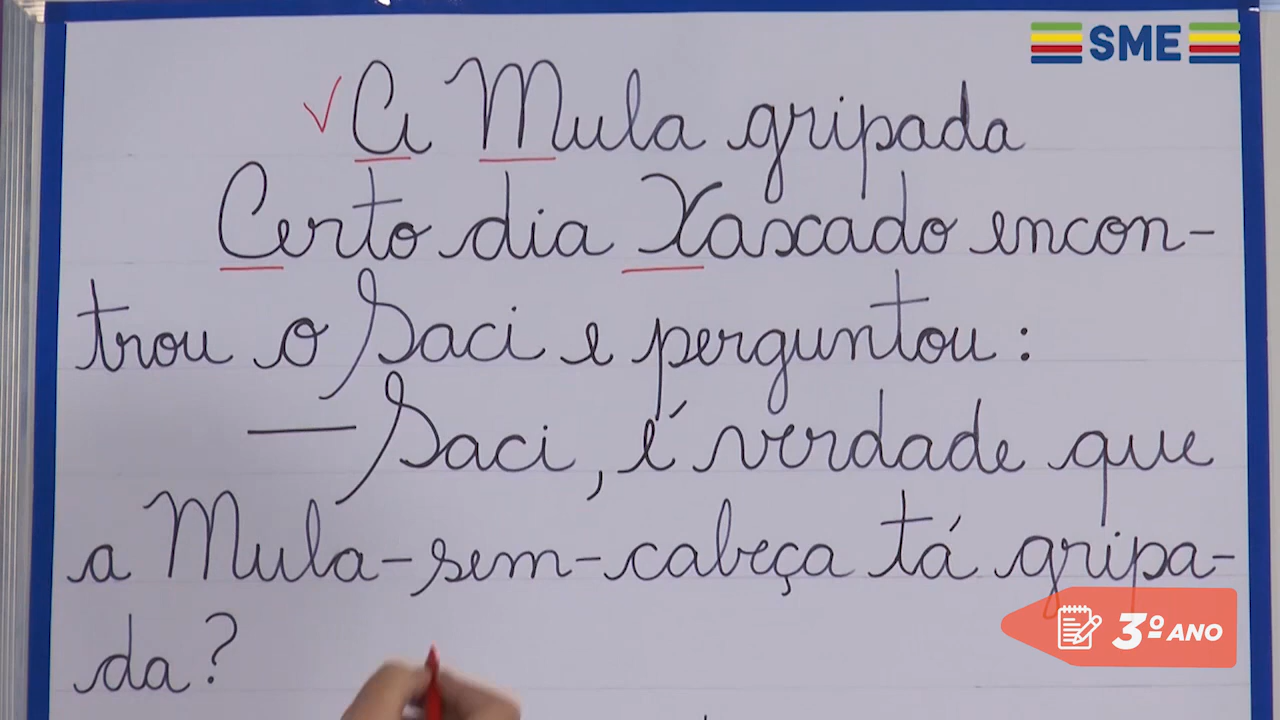 SME
A Mula gripada
Certo dia Xaxcado encon-
trou o Saci e perguntou:
— Saci, é verdade que
a Mula-sem-cabeça tá gripa-
da?
3º ANO